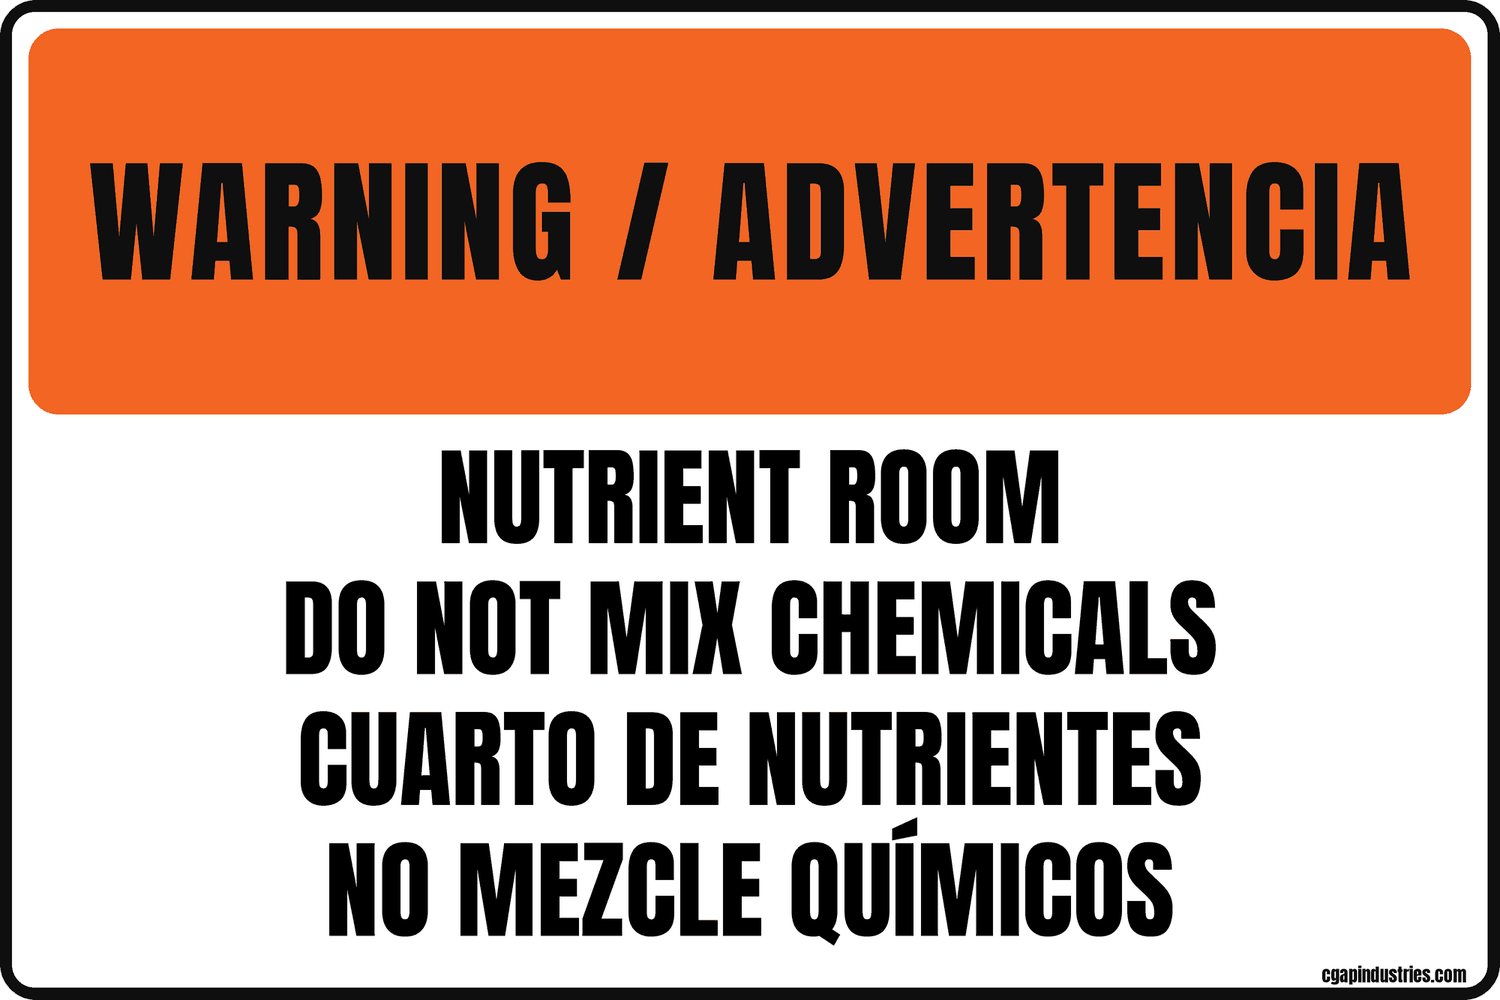 WARNING / ADVERTENCIA
NUTRIENT ROOM
DO NOT MIX CHEMICALS
CUARTO DE NUTRIENTES
NO MEZCLE QUÍMICOS
cgapindustries.com